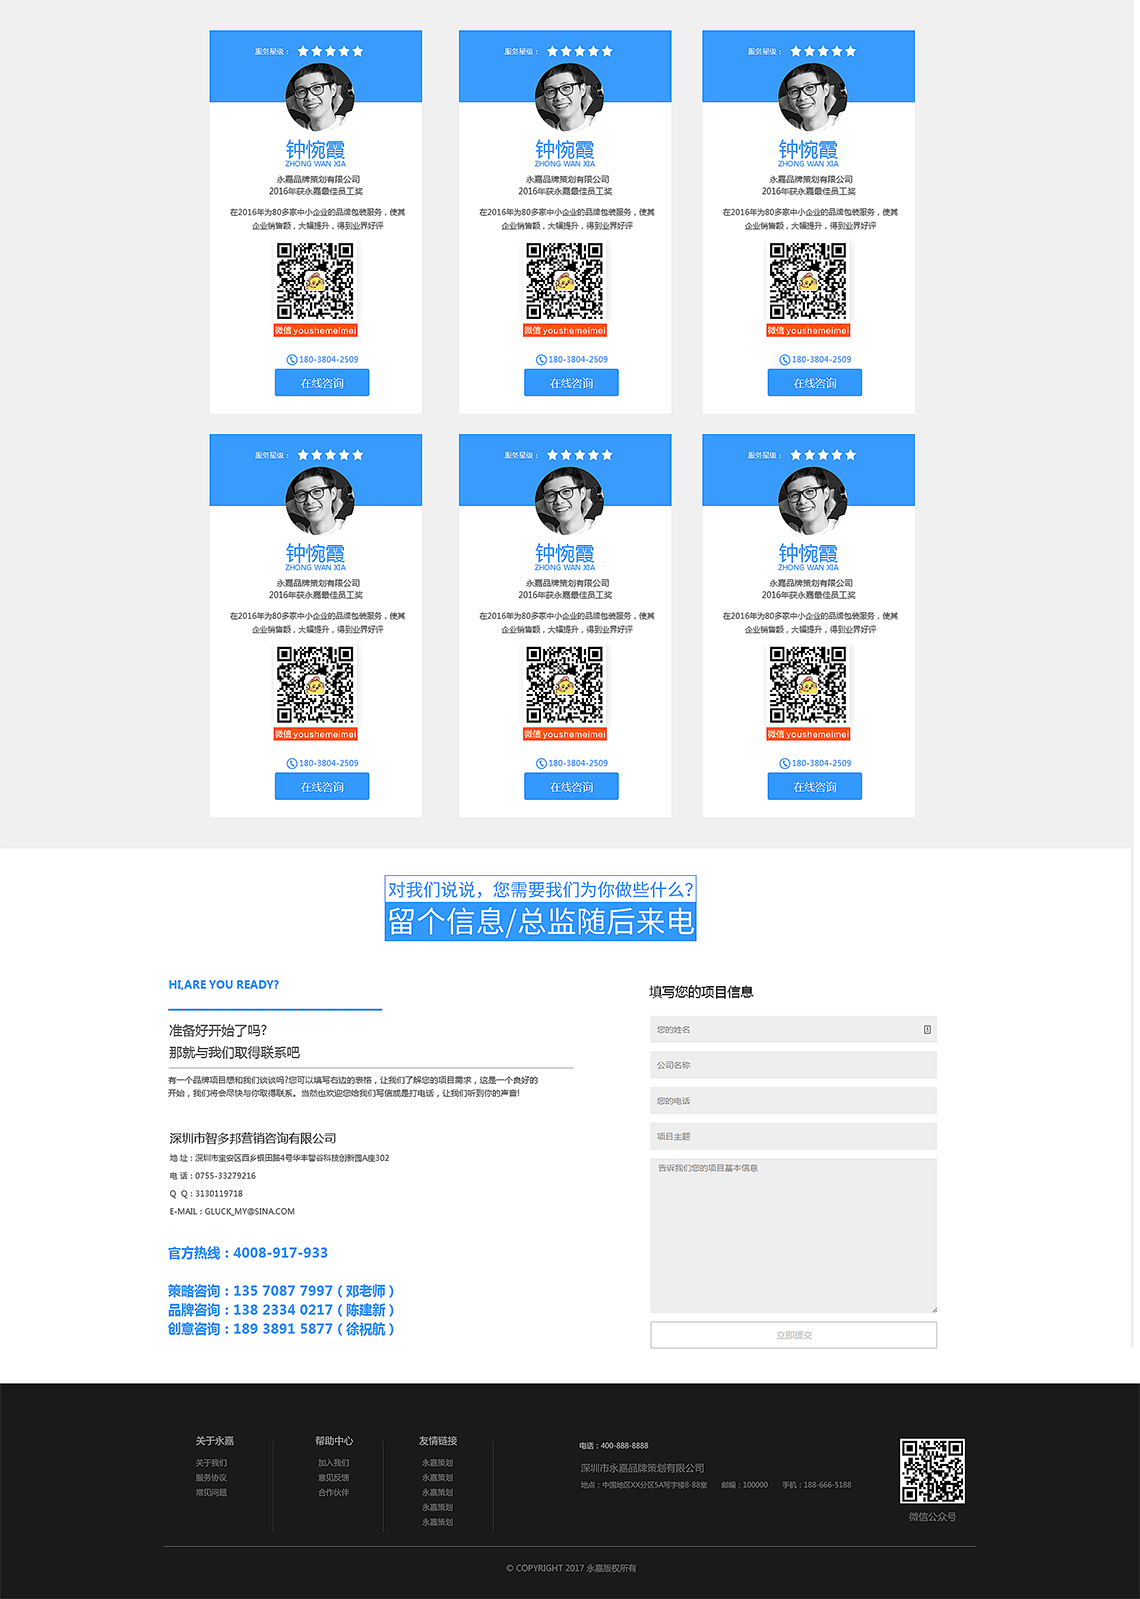 服务星级：
钟惋霞
ZHONG WAN XIA
永嘉品牌策划有限公司
2016年获永嘉最佳员工奖
在2016年为80多家中小企业的品牌包装服务，使其
企业销售额，大幅提升，得到业界好评
微信 youshemeimei
180-3804-2509
在线咨询
服务星级：
钟惋霞
ZHONG WAN XIA
永嘉品牌策划有限公司
2016年获永嘉最佳员工奖
在2016年为80多家中小企业的品牌包装服务，使其
企业销售额，大幅提升，得到业界好评
微信 youshemeimei
180-3804-2509
在线咨询
服务星级：
钟惋霞
ZHONG WAN XIA
永嘉品牌策划有限公司
2016年获永嘉最佳员工奖
在2016年为80多家中小企业的品牌包装服务，使其
企业销售额，大幅提升，得到业界好评
微信 youshemeimei
180-3804-2509
在线咨询
服务星级：
钟惋霞
ZHONG WAN XIA
永嘉品牌策划有限公司
2016年获永嘉最佳员工奖
在2016年为80多家中小企业的品牌包装服务，使其
企业销售额，大幅提升，得到业界好评
微信 youshemeimei
180-3804-2509
在线咨询
服务星级：
钟惋霞
ZHONG WAN XIA
永嘉品牌策划有限公司
2016年获永嘉最佳员工奖
在2016年为80多家中小企业的品牌包装服务，使其
企业销售额，大幅提升，得到业界好评
微信 youshemeimei
180-3804-2509
在线咨询
服务星级：
钟惋霞
ZHONG WAN XIA
永嘉品牌策划有限公司
2016年获永嘉最佳员工奖
在2016年为80多家中小企业的品牌包装服务，使其
企业销售额，大幅提升，得到业界好评
微信 youshemeimei
180-3804-2509
在线咨询
对我们说说，您需要我们为你做些什么？
留个信息/总监随后来电
HI,ARE YOU READY?
准备好开始了吗?
那就与我们取得联系吧
有一个品牌项目想和我们谈谈吗?您可以填写右边的表格，让我们了解您的项目需求，这是一个良好的
开始，我们将会尽快与你取得联系。当然也欢迎您给我们写信或是打电话，让我们听到你的声音!
深圳市智多邦营销咨询有限公司
地 址：深圳市宝安区西乡银田路4号华丰智谷科技创新园A座302
电 话：0755-33279216
Q Q：3130119718
E-MAIL：GLUCK_MY@SINA.COM
官方热线：4008-917-933
策略咨询：135 7087 7997（邓老师）
品牌咨询：138 2334 0217（陈建新）
创意咨询：189 3891 5877（徐祝航）
填写您的项目信息
您的姓名
公司名称
您的电话
项目主题
告诉我们您的项目基本信息
立即提交
关于永嘉
关于我们
服务协议
常见问题
帮助中心
加入我们
意见反馈
合作伙伴
友情链接
永嘉策划
永嘉策划
永嘉策划
永嘉策划
永嘉策划
电话：400-888-8888
深圳市永嘉品牌策划有限公司
地点：中国地区XX分区5A写字楼8-88室 邮编：100000 手机：188-666-5188
微信公众号
© COPYRIGHT 2017 永嘉版权所有